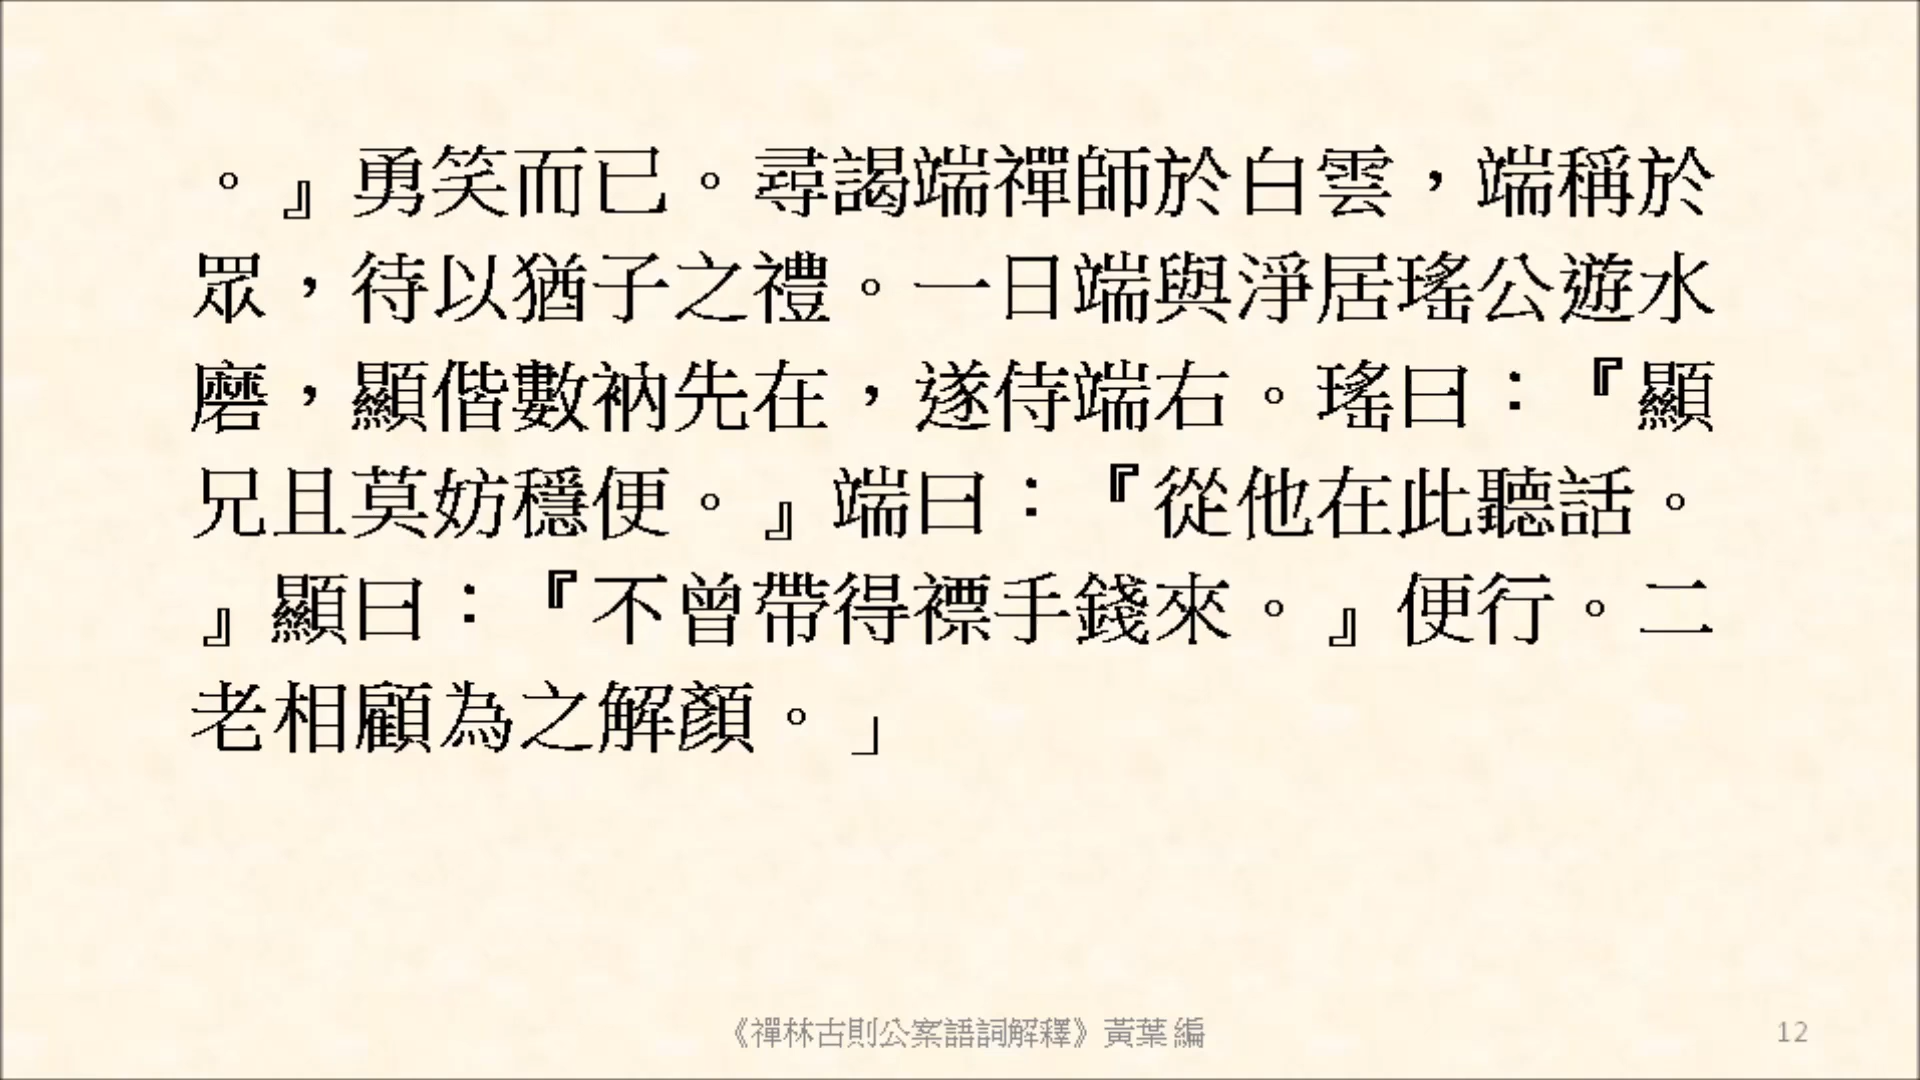 。』勇笑而已。尋謁端禪師於白雲，端稱於
眾，待以猶子之禮。一日端與淨居瑤公遊水
磨，顯偕數衲先在，遂侍端右。瑤曰：『顯
兄且莫妨穩便。』端曰：『從他在此聽話。
』顯曰：『不曾帶得褾手錢來。』便行。二
老相顧為之解顏。」
《禪林古則公案語詞解釋》黃葉 編
12